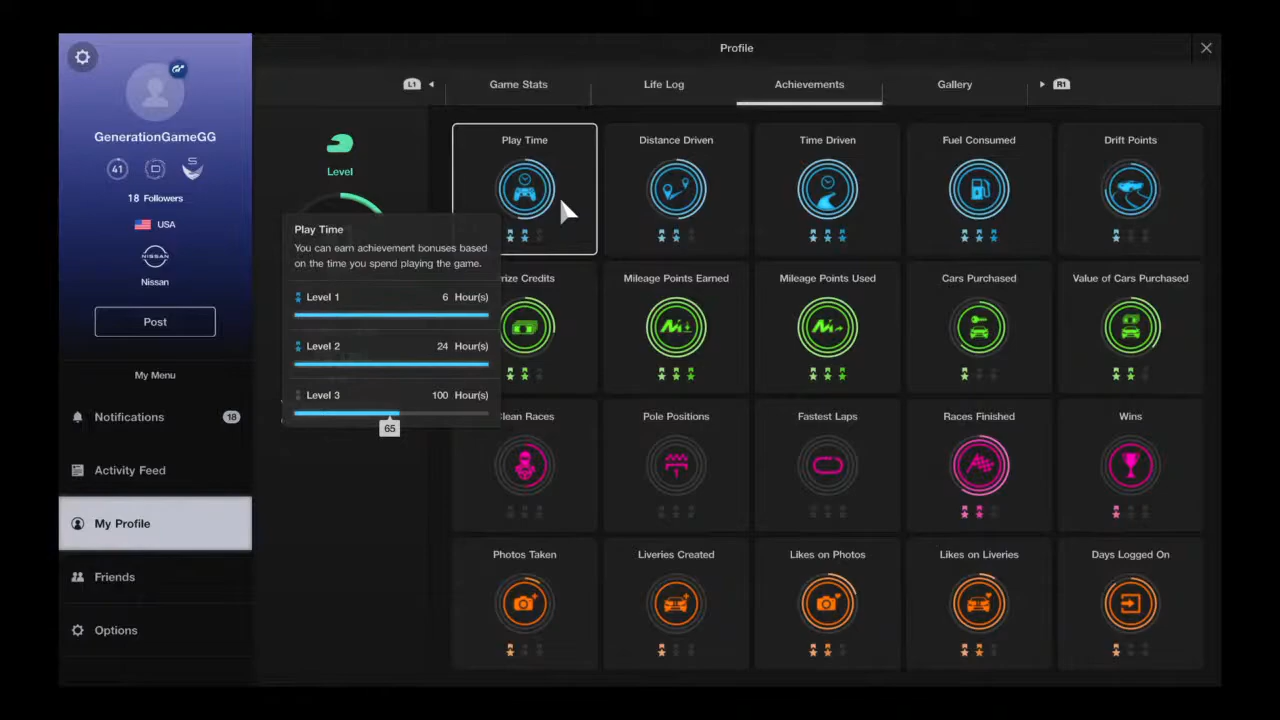 Profile
L1
Game Stats
Life Log
Achievements
Gallery
R1
GenerationGameGG
41
S
18 Followers
USA
NISSAN
Nissan
Post
My Menu
Notifications
18
Activity Feed
My Profile
Friends
Options
Level
Play Time
You can earn achievement bonuses based
on the time you spend playing the game.
Level 1 6 Hour(s)
Level 2 24 Hour(s)
Level 3 100 Hour(s)
65
Play Time
Distance Driven
Time Driven
Fuel Consumed
Drift Points
rize Credits
Mileage Points Earned
Mileage Points Used
Cars Purchased
Value of Cars Purchased
Clean Races
Pole Positions
Fastest Laps
Races Finished
Wins
1
Photos Taken
Liveries Created
Likes on Photos
Likes on Liveries
Days Logged On